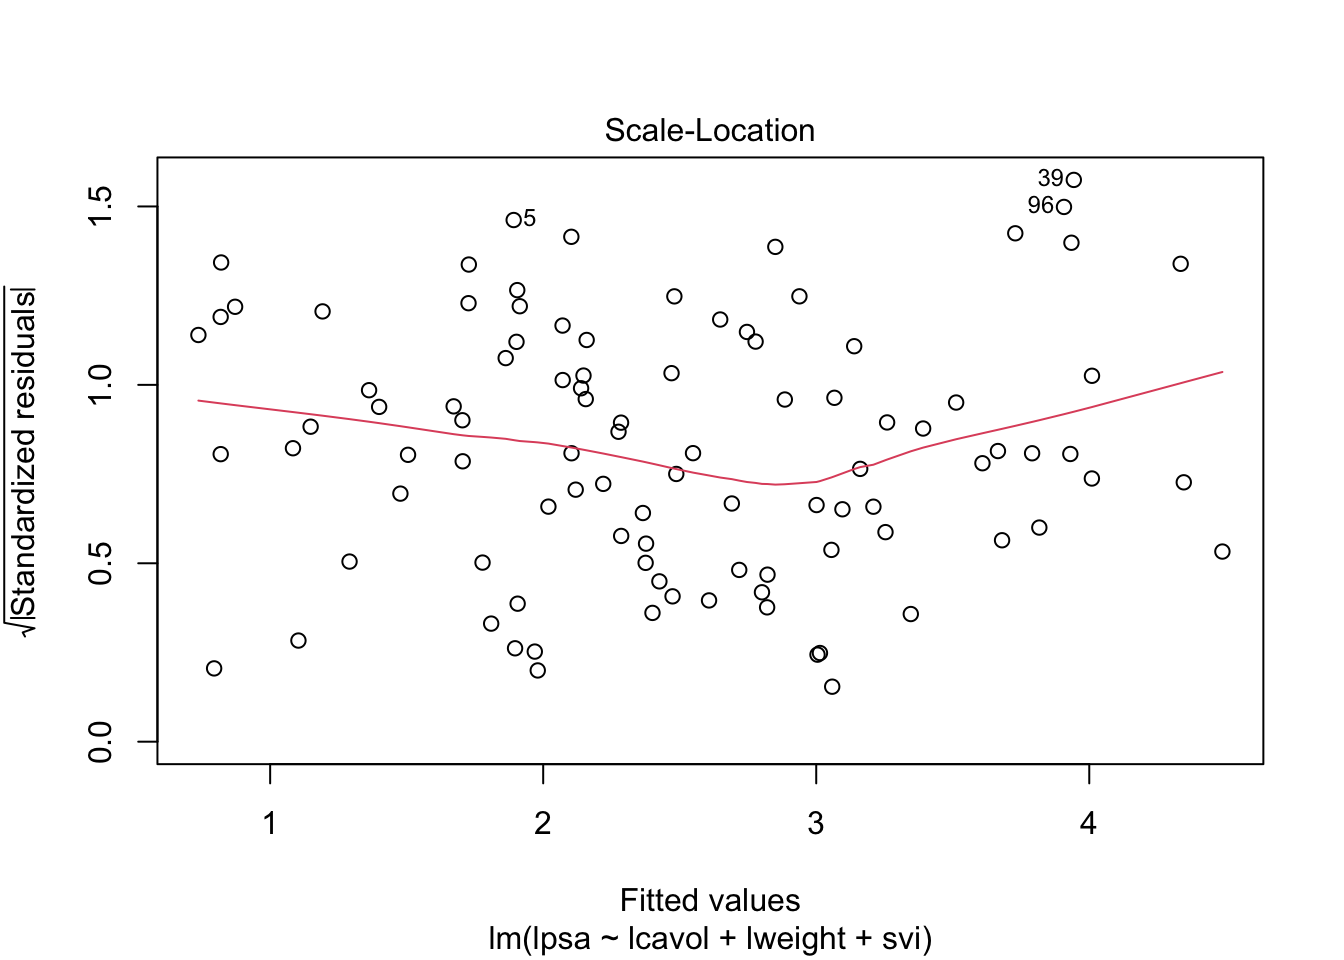 Scale-Location
√|Standardized residuals|
1.5
1.0
0.5
0.0
39
96
5
1 2 3 4
Fitted values
lm(lpsa ~ lcavol + lweight + svi)